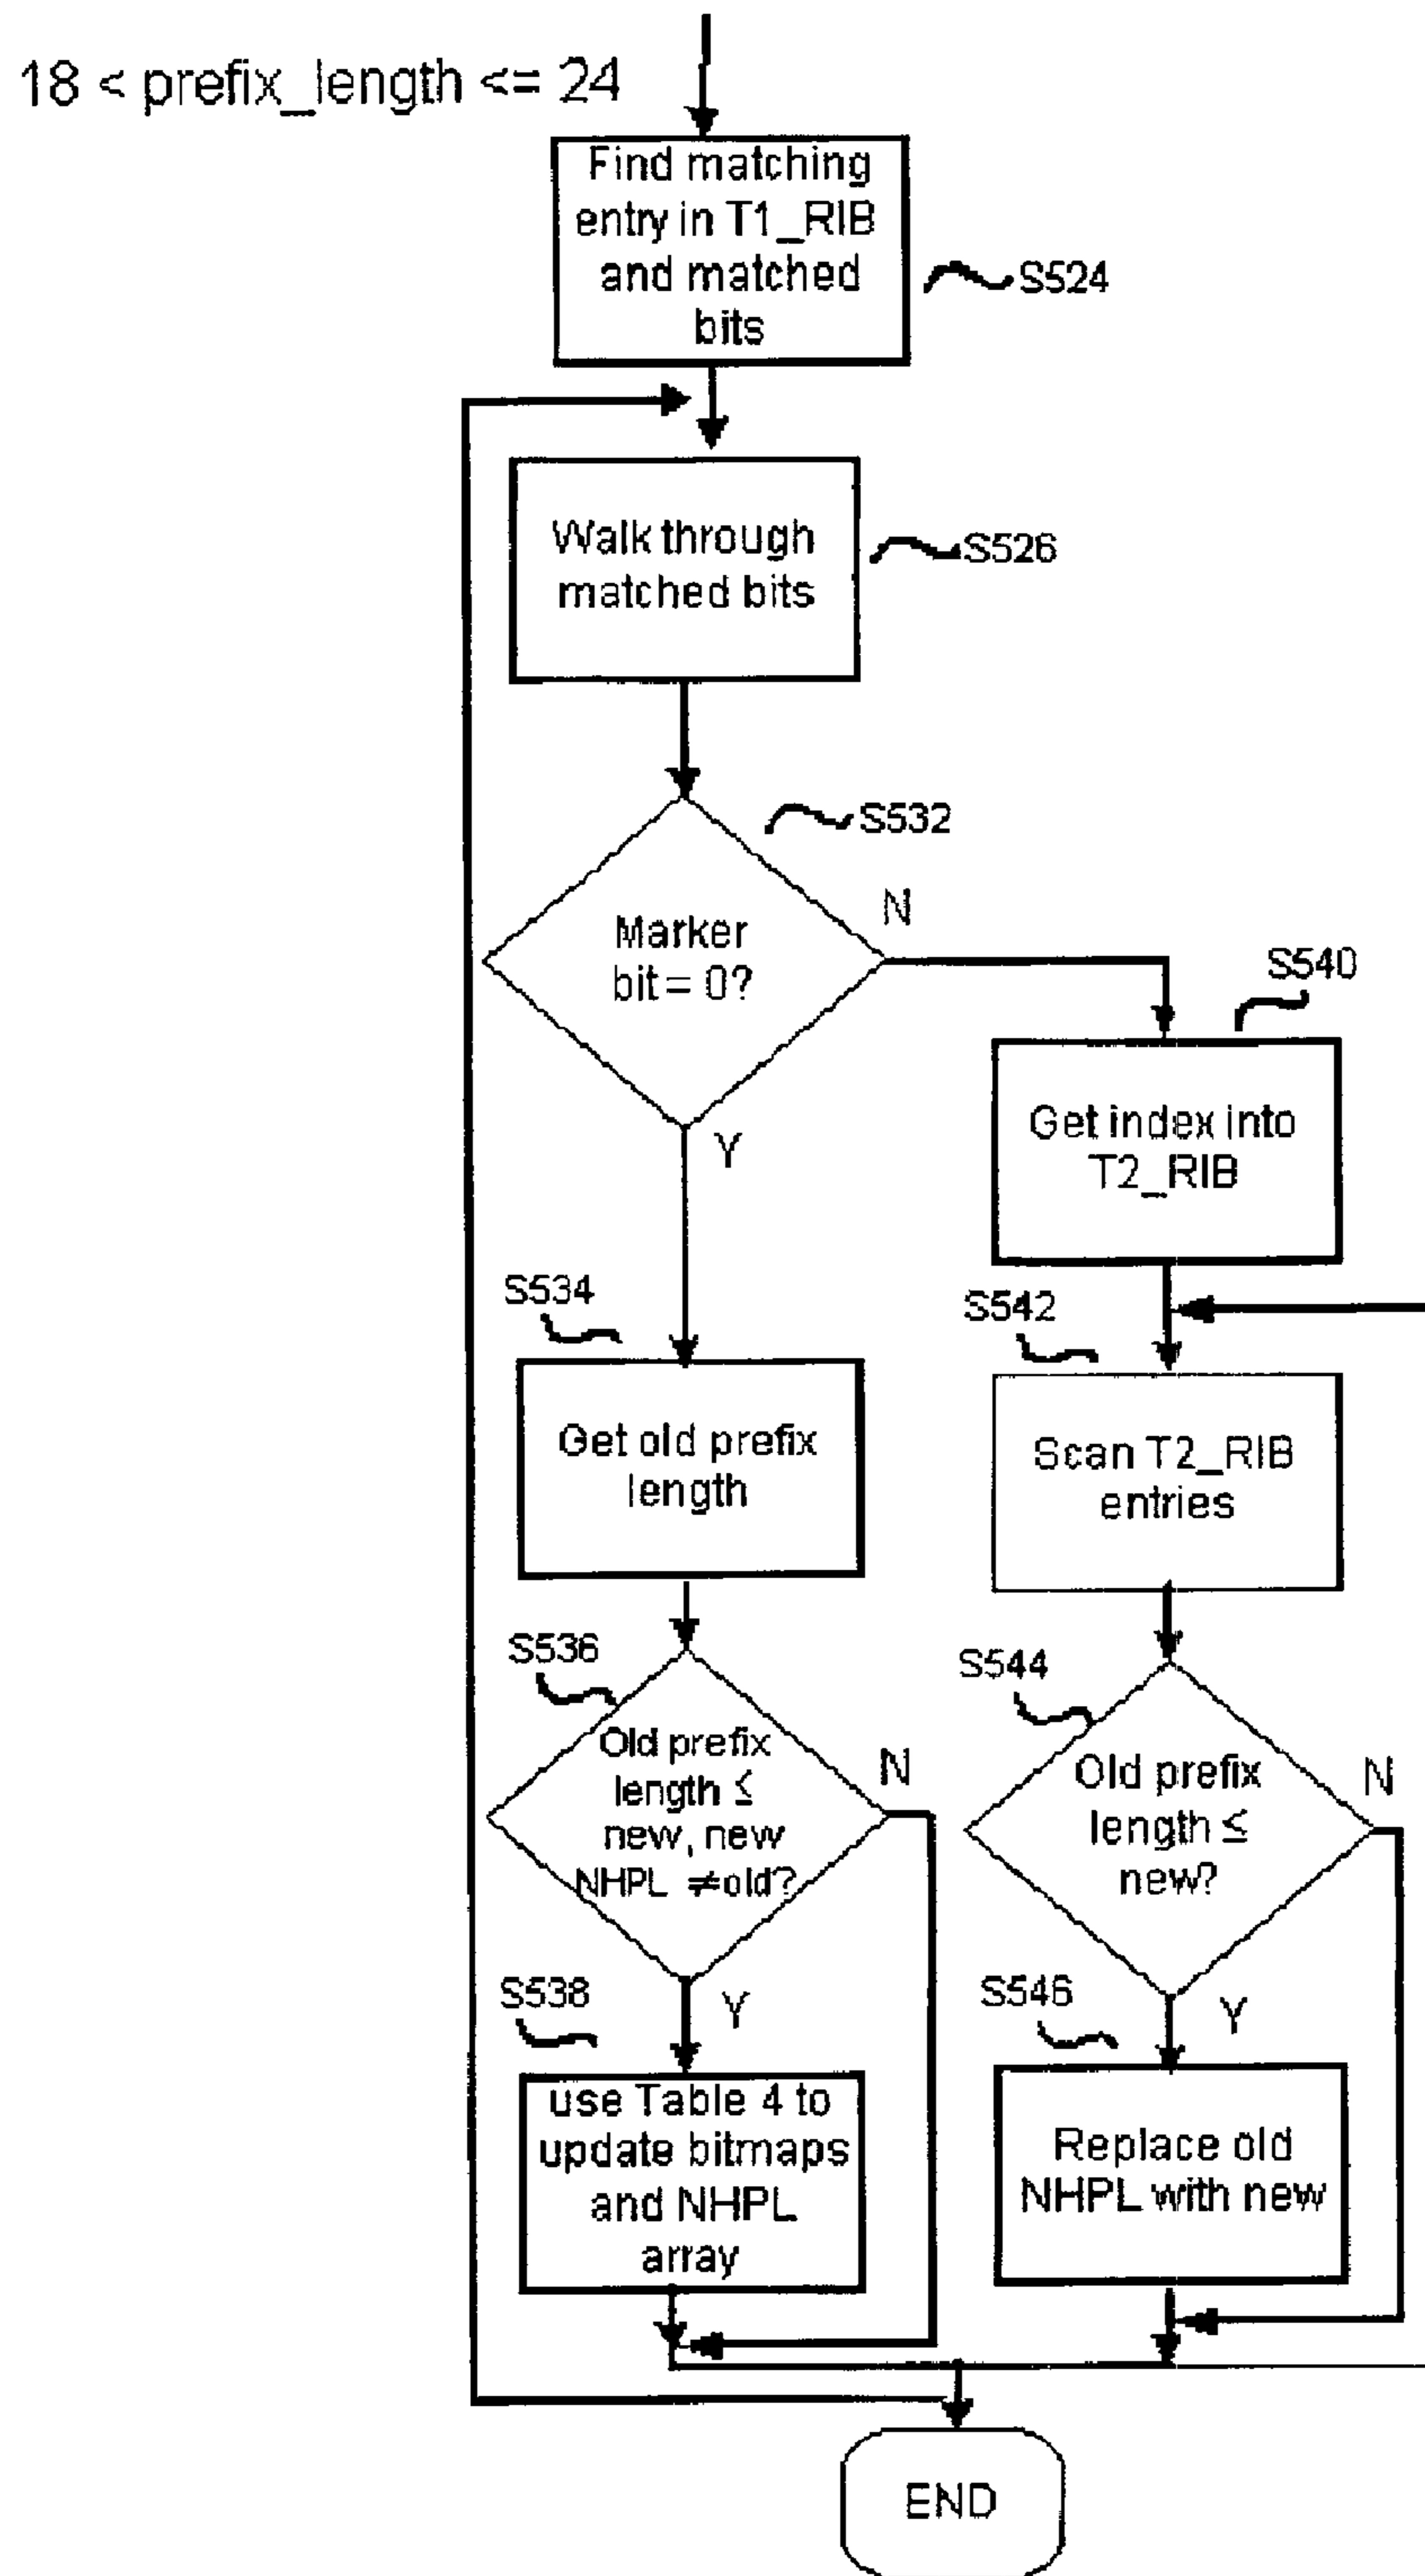 18 < prefix_length <= 24
Find matching
entry in T1_RIB
and matched
bits
S524
Walk through
matched bits
S526
S532
Marker
bit = 0?
N
Y
S540
Get index into
T2_RIB
S534
Get old prefix
length
S542
Scan T2_RIB
entries
S536
Old prefix
length ≤
new, new
NHPL ≠old?
N
Y
S544
Old prefix
length ≤
new?
N
Y
S538
use Table 4 to
update bitmaps
and NHPL
array
S546
Replace old
NHPL with new
END